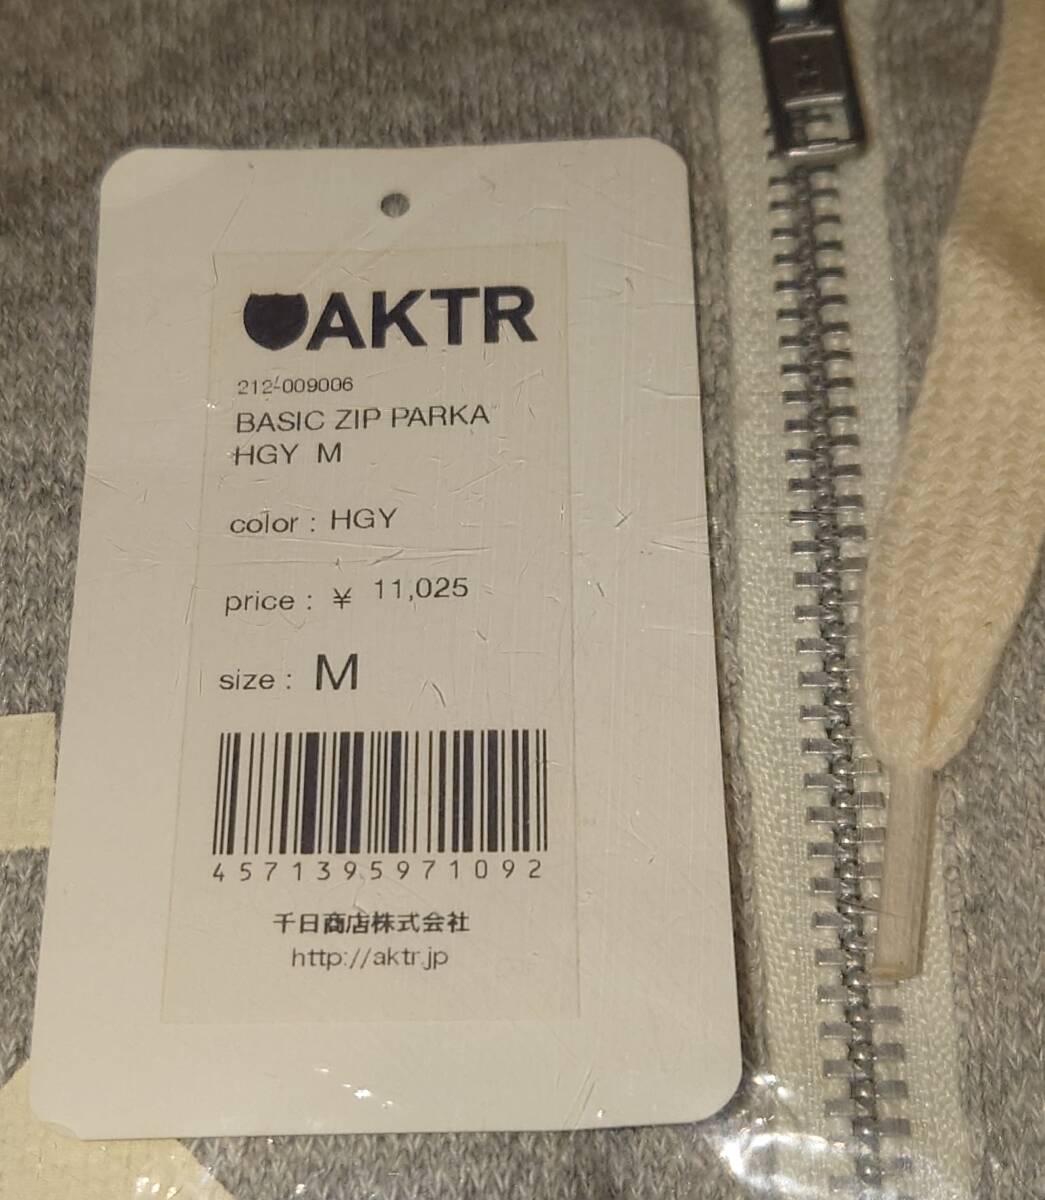 AKTR
212-009006
BASIC ZIP PARKA
HGY M
color : HGY
price : ¥ 11,025
size : M
4571395971092
千日商店株式会社
http://aktr.jp